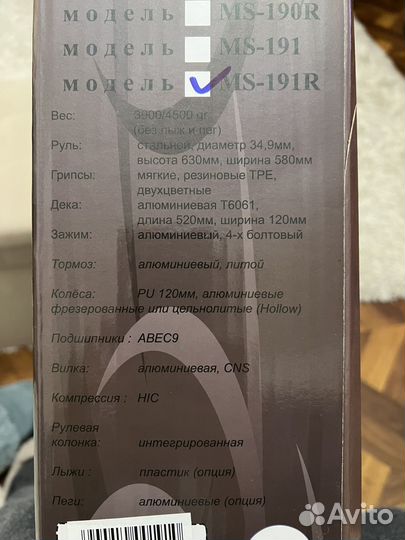 модель MS-190R
модель MS-191
модель MS-191R
Вес: 3900/4500 gr
(без лыж и пег)
Руль: стальной, диаметр 34,9мм,
высота 630мм, ширина 580мм
Грипсы: мягкие, резиновые TPE,
двухцветные
Дека: алюминиевая T6061,
длина 520мм, ширина 120мм
Зажим: алюминиевый, 4-х болтовый
Тормоз: алюминиевый, литой
Колёса: PU 120мм, алюминиевые
фрезерованные или цельнолитые (Hollow)
Подшипники : ABEC9
Вилка: алюминиевая, CNS
Компрессия : HIC
Рулевая
колонка: интегрированная
Лыжи: пластик (опция)
Пеги: алюминиевые (опция)
Avito